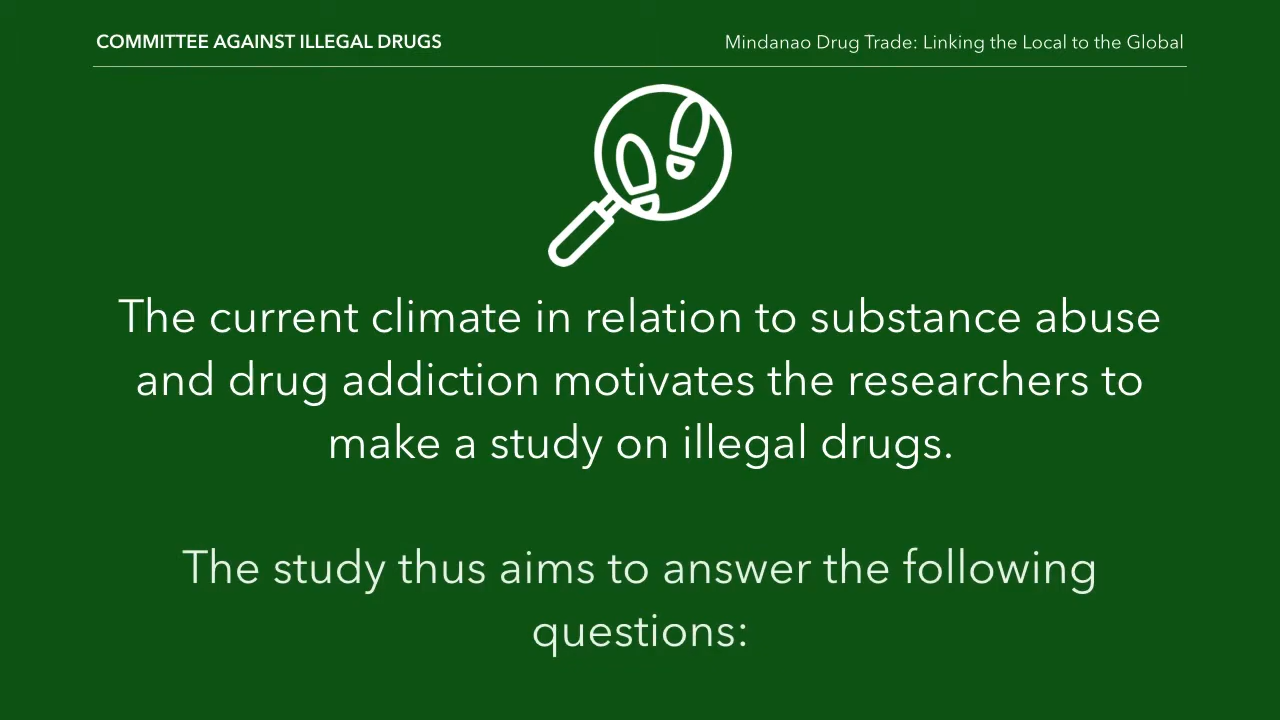 COMMITTEE AGAINST ILLEGAL DRUGS
Mindanao Drug Trade: Linking the Local to the Global
The current climate in relation to substance abuse
and drug addiction motivates the researchers to
make a study on illegal drugs.
The study thus aims to answer the following
questions: